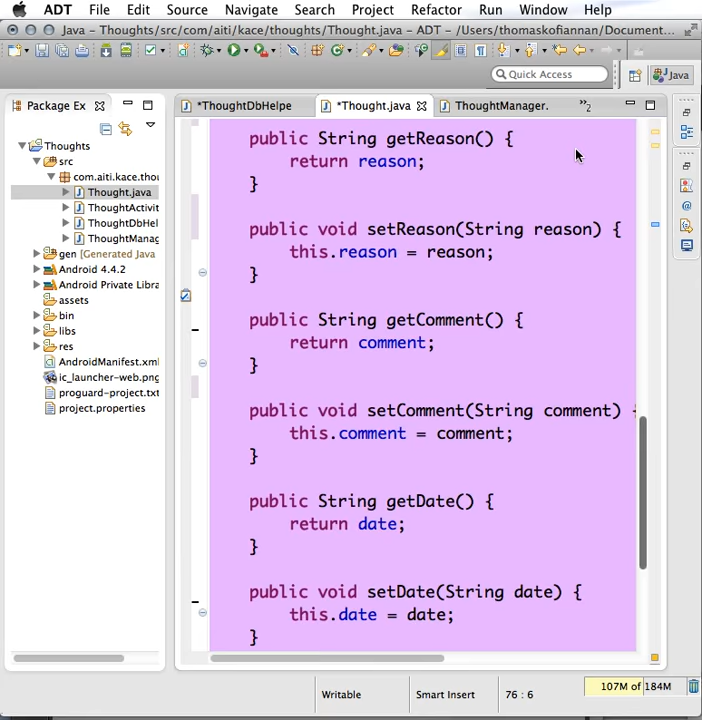 ADT File Edit Source Navigate Search Project Refactor Run Window Help
Java – Thoughts/src/com/aiti/kace/thoughts/Thought.java – ADT – /Users/thomaskofiannan/Document...
Quick Access
Java
Package Ex
*ThoughtDbHelpe
*Thought.java
ThoughtManager.
»2
Thoughts
src
com.aiti.kace.thou
Thought.java
ThoughtActivit
ThoughtDbHel
ThoughtManag
gen [Generated Java
Android 4.4.2
Android Private Libra
assets
bin
libs
res
AndroidManifest.xml
ic_launcher-web.png
proguard-project.txt
project.properties
public String getReason() {
return reason;
}
public void setReason(String reason) {
this.reason = reason;
}
public String getComment() {
return comment;
}
public void setComment(String comment) {
this.comment = comment;
}
public String getDate() {
return date;
}
public void setDate(String date) {
this.date = date;
}
Writable
Smart Insert
76 : 6
107M of 184M